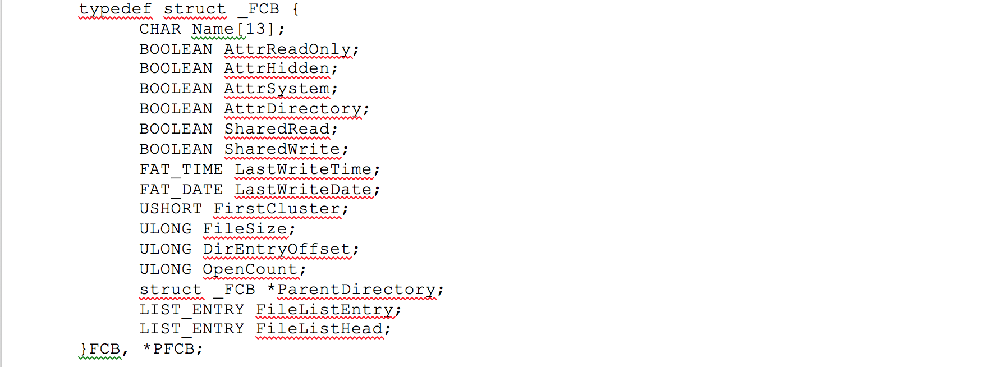 typedef struct _FCB {
CHAR Name[13];
BOOLEAN AttrReadOnly;
BOOLEAN AttrHidden;
BOOLEAN AttrSystem;
BOOLEAN AttrDirectory;
BOOLEAN SharedRead;
BOOLEAN SharedWrite;
FAT_TIME LastWriteTime;
FAT_DATE LastWriteDate;
USHORT FirstCluster;
ULONG FileSize;
ULONG DirEntryOffset;
ULONG OpenCount;
struct _FCB *ParentDirectory;
LIST_ENTRY FileListEntry;
LIST_ENTRY FileListHead;
}FCB, *PFCB;